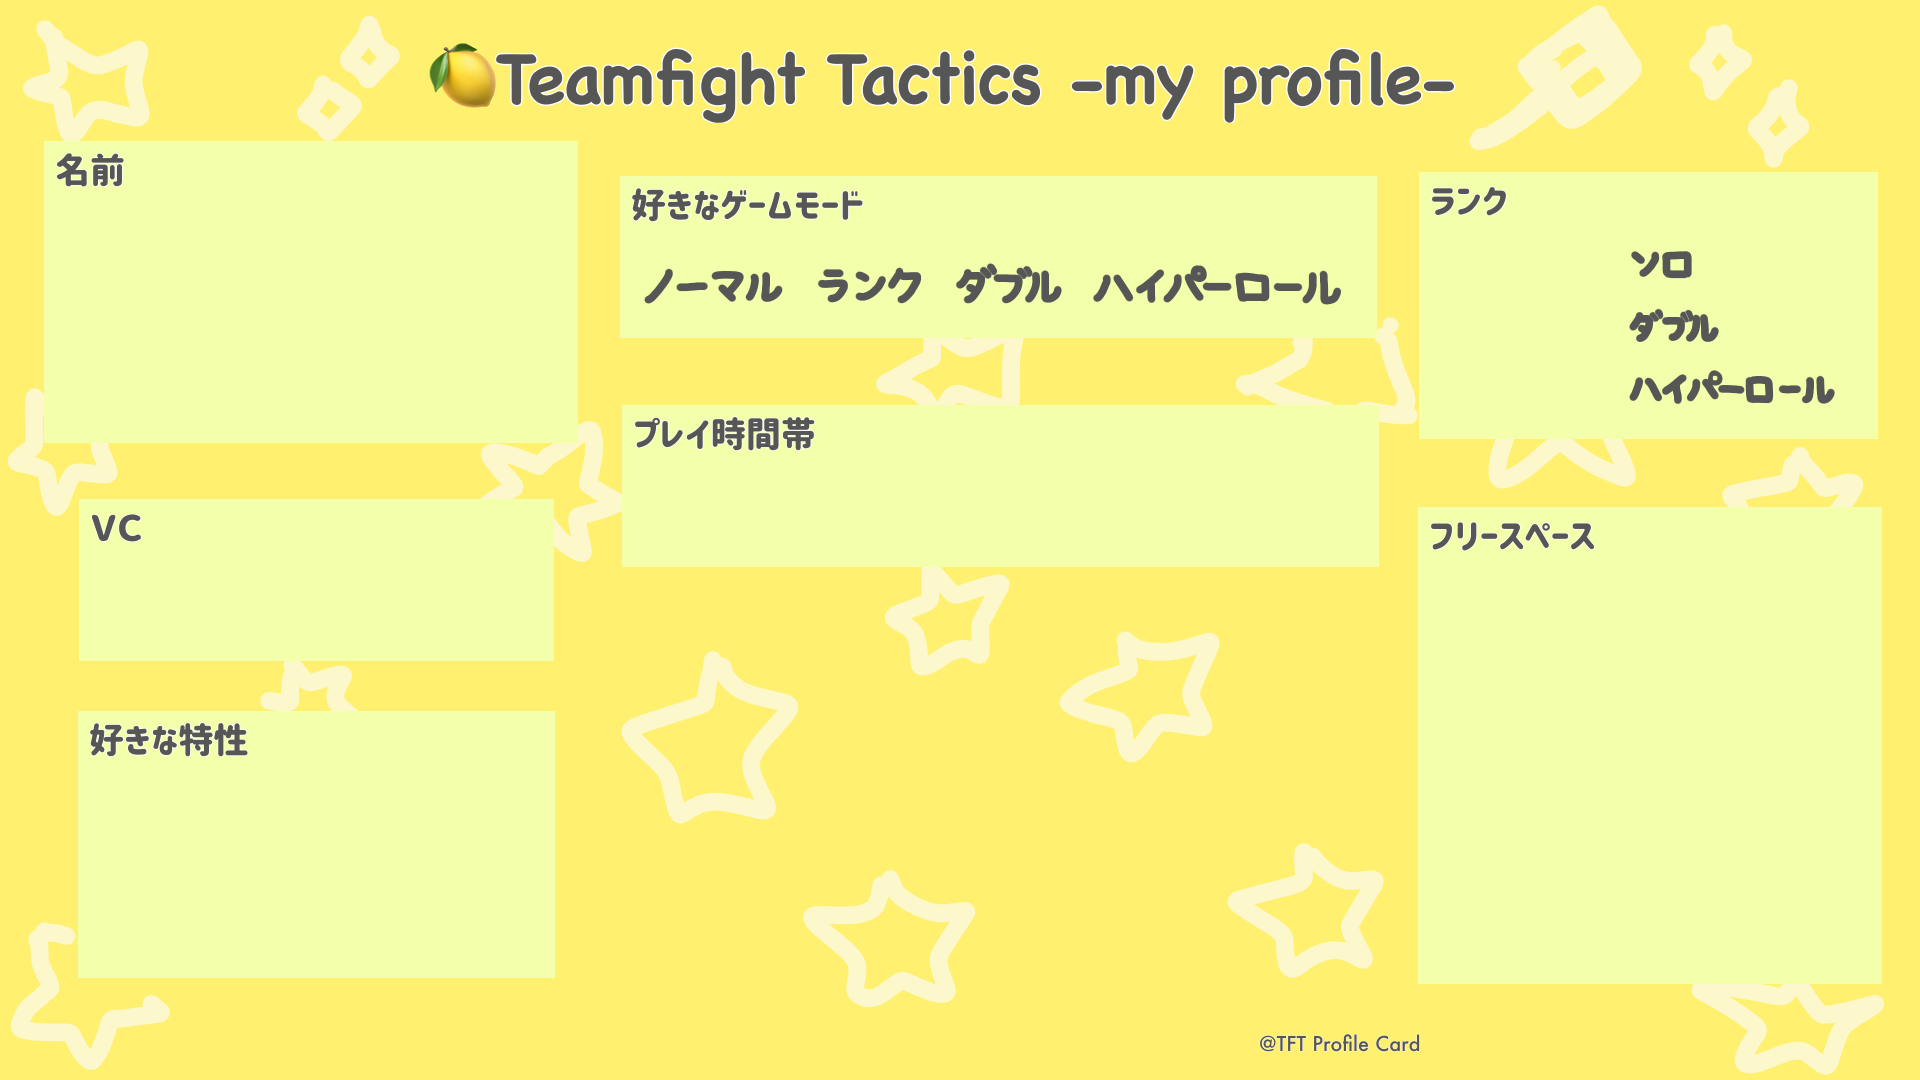 🍋Teamfight Tactics -my profile-
名前
好きなゲームモード
ノーマル ランク ダブル ハイパーロール
ランク
ソロ
ダブル
ハイパーロール
プレイ時間帯
VC
フリースペース
好きな特性
@TFT Profile Card